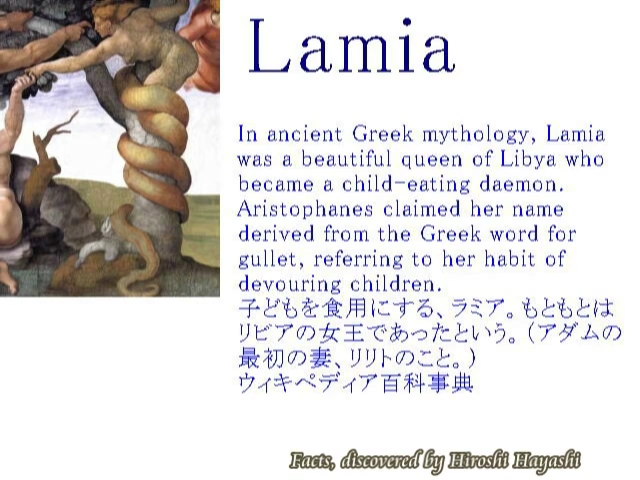 Lamia
In ancient Greek mythology, Lamia
was a beautiful queen of Libya who
became a child-eating daemon.
Aristophanes claimed her name
derived from the Greek word for
gullet, referring to her habit of
devouring children.
子どもを食用にする、ラミア。もともとは
リビアの女王であったという。（アダムの
最初の妻、リリトのこと。）
ウィキペディア百科事典
Facts, discovered by Hiroshi Hayashi